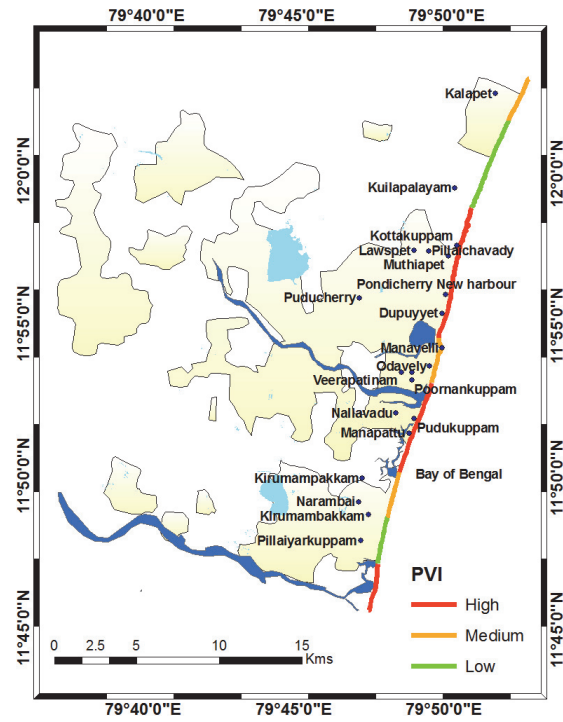 79°40'0"E 79°45'0"E 79°50'0"E
12°0'0"N 12°0'0"N
11°55'0"N 11°55'0"N
11°50'0"N 11°50'0"N
11°45'0"N 11°45'0"N
Kalapet
Kuilapalayam
Kottakuppam
Lawspet Pillaichavady
Muthiapet
Pondicherry New harbour
Puducherry
Dupuyyet
Manavelli
Odavely
Veerapatinam
Poornankuppam
Nallavadu
Pudukuppam
Manapattu
Bay of Bengal
Kirumampakkam
Narambai
Kirumambakkam
Pillaiyarkuppam
PVI
High
Medium
Low
0 2.5 5 10 15
Kms
79°40'0"E 79°45'0"E 79°50'0"E